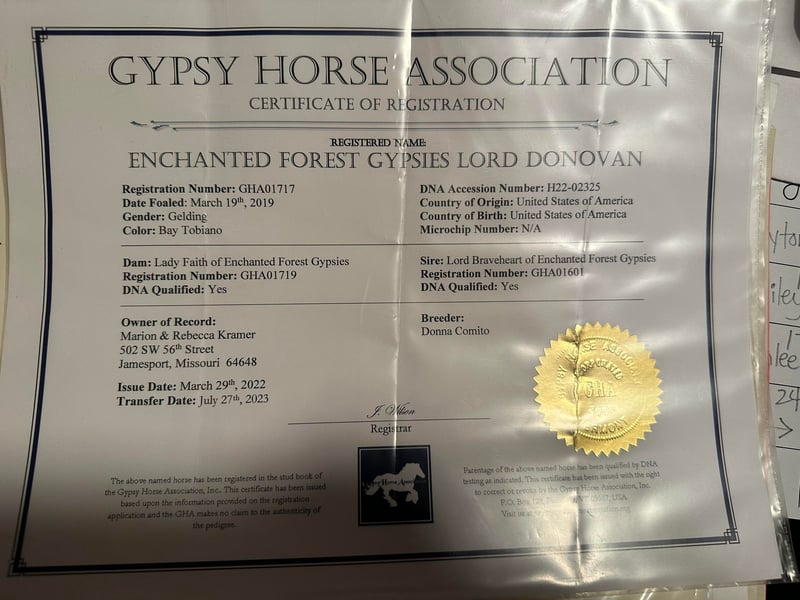 GYPSY HORSE ASSOCIATION
CERTIFICATE OF REGISTRATION
REGISTERED NAME:
ENCHANTED FOREST GYPSIES LORD DONOVAN
Registration Number: GHA01717
Date Foaled: March 19th, 2019
Gender: Gelding
Color: Bay Tobiano
DNA Accession Number: H22-02325
Country of Origin: United States of America
Country of Birth: United States of America
Microchip Number: N/A
Dam: Lady Faith of Enchanted Forest Gypsies
Registration Number: GHA01719
DNA Qualified: Yes
Sire: Lord Braveheart of Enchanted Forest Gypsies
Registration Number: GHA01601
DNA Qualified: Yes
Owner of Record:
Marion & Rebecca Kramer
502 SW 56th Street
Jamesport, Missouri 64648
Breeder:
Donna Comito
Issue Date: March 29th, 2022
Transfer Date: July 27th, 2023
J. Wilson
Registrar
GHA
The above named horse has been registered in the stud book of
the Gypsy Horse Association, Inc. This certificate has been issued
based upon the information provided on the registration
application and the GHA makes no claim to the authenticity of
the pedigree.
Parentage of the above named horse has been qualified by DNA
testing as indicated. This certificate has been issued with the right
to correct or revoke by the Gypsy Horse Association, Inc.
P.O. Box USA
Visit us at
24